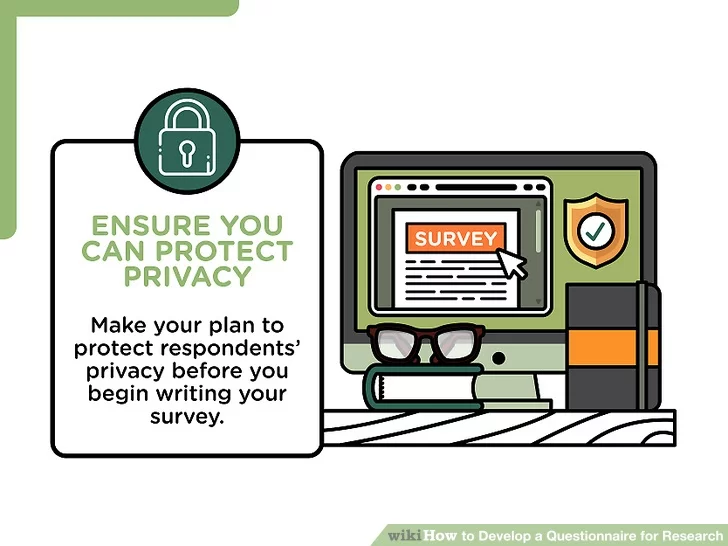 ENSURE YOU
CAN PROTECT
PRIVACY
Make your plan to
protect respondents’
privacy before you
begin writing your
survey.
SURVEY
wikiHow to Develop a Questionnaire for Research